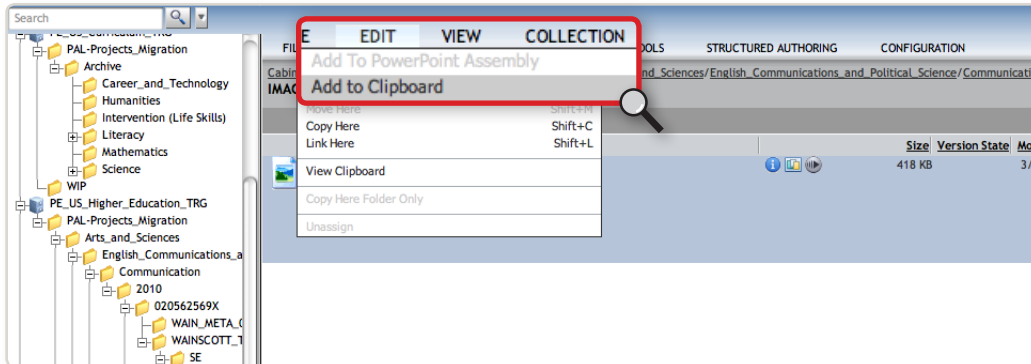 Search
PE_US_Curriculum_TRG
PAL-Projects_Migration
Archive
Career_and_Technology
Humanities
Intervention (Life Skills)
Literacy
Mathematics
Science
WIP
PE_US_Higher_Education_TRG
PAL-Projects_Migration
Arts_and_Sciences
English_Communications_a
Communication
2010
020562569X
WAIN_META_
WAINSCOTT_T
SE
FIL
E EDIT VIEW COLLECTION
OOLS STRUCTURED AUTHORING CONFIGURATION
Add To PowerPoint Assembly
Add to Clipboard
Cabin
nd_Sciences/English_Communications_and_Political_Science/Communicati
IMAG
Move Here Shift+M
Copy Here Shift+C
Link Here Shift+L
View Clipboard
Copy Here Folder Only
Unassign
Size Version State Mo
418 KB 3/